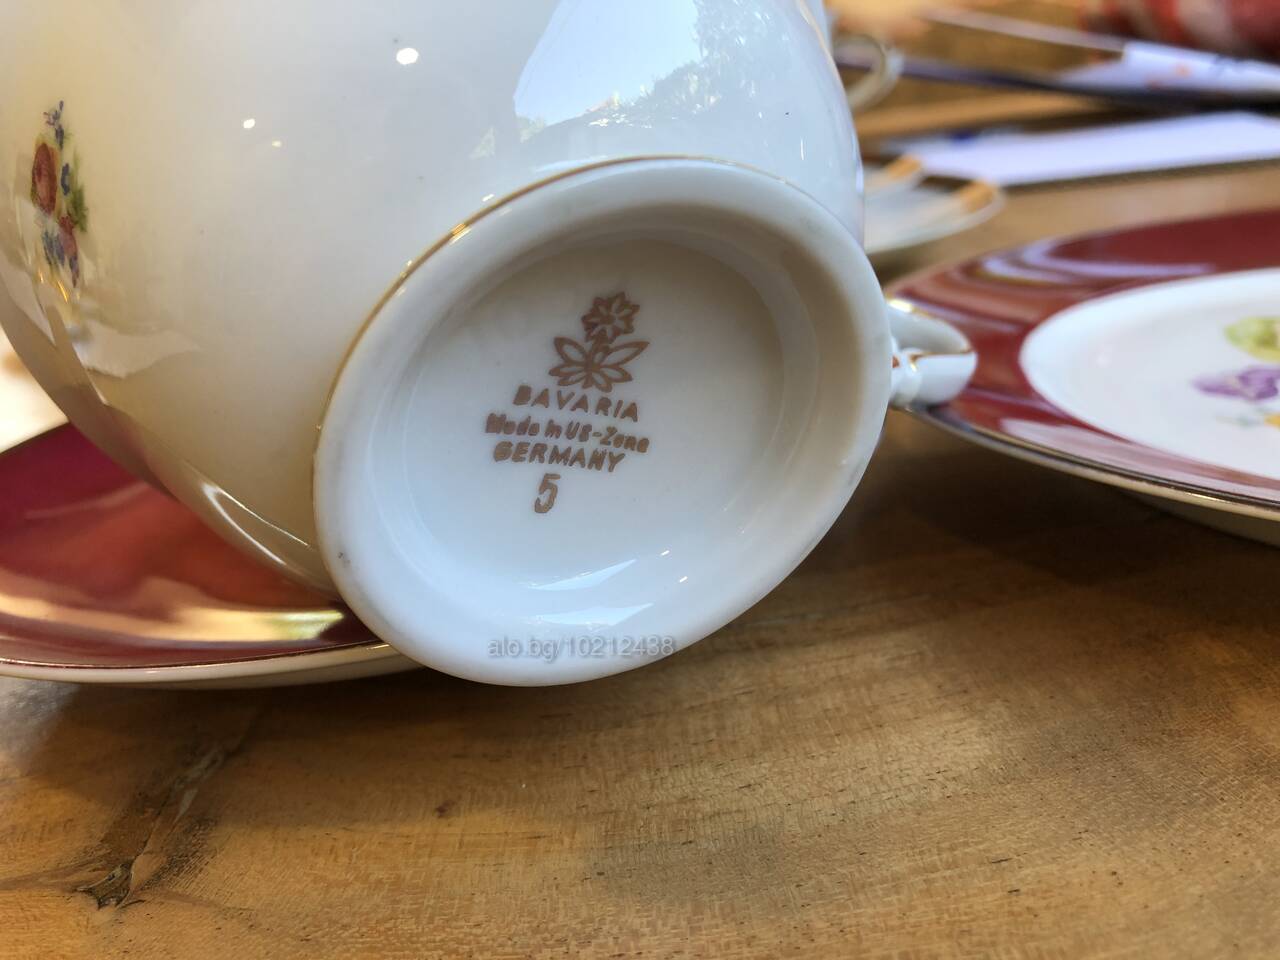 BAVARIA
Made in US-Zone
GERMANY
5
alo.bg/10212438